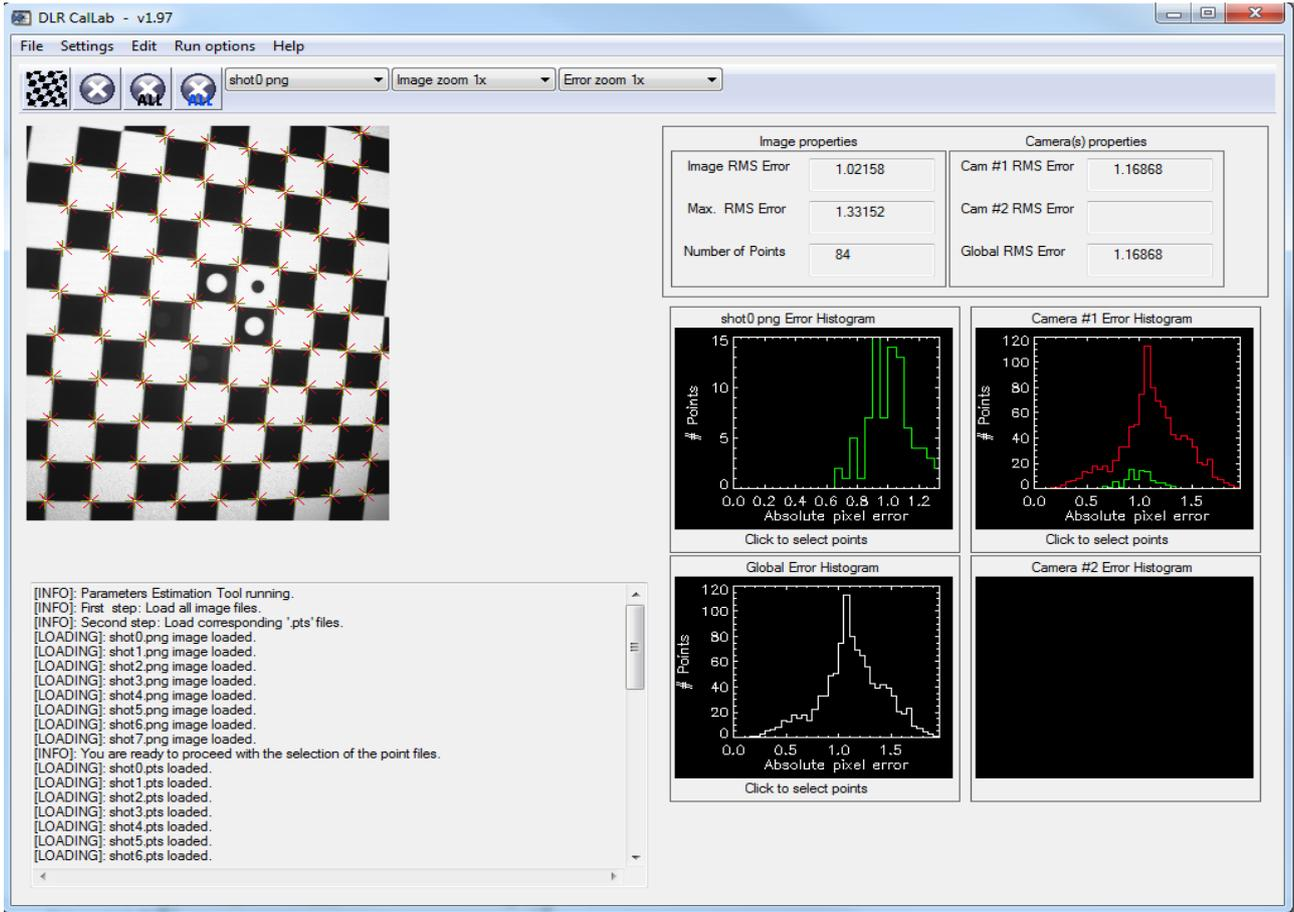 DLR CalLab - v1.97
File Settings Edit Run options Help
ALL ALL shot0.png Image zoom 1x Error zoom 1x
Image properties
Image RMS Error 1.02158
Max. RMS Error 1.33152
Number of Points 84
Camera(s) properties
Cam #1 RMS Error 1.16868
Cam #2 RMS Error
Global RMS Error 1.16868
shot0.png Error Histogram
15
10
5
0
# Points
0.0 0.2 0.4 0.6 0.8 1.0 1.2
Absolute pixel error
Click to select points
Camera #1 Error Histogram
120
100
80
60
40
20
0
# Points
0.0 0.5 1.0 1.5
Absolute pixel error
Click to select points
Global Error Histogram
120
100
80
60
40
20
0
# Points
0.0 0.5 1.0 1.5
Absolute pixel error
Click to select points
Camera #2 Error Histogram
[INFO]: Parameters Estimation Tool running.
[INFO]: First step: Load all image files.
[INFO]: Second step: Load corresponding '.pts' files.
[LOADING]: shot0.png image loaded.
[LOADING]: shot1.png image loaded.
[LOADING]: shot2.png image loaded.
[LOADING]: shot3.png image loaded.
[LOADING]: shot4.png image loaded.
[LOADING]: shot5.png image loaded.
[LOADING]: shot6.png image loaded.
[LOADING]: shot7.png image loaded.
[INFO]: You are ready to proceed with the selection of the point files.
[LOADING]: shot0.pts loaded.
[LOADING]: shot1.pts loaded.
[LOADING]: shot2.pts loaded.
[LOADING]: shot3.pts loaded.
[LOADING]: shot4.pts loaded.
[LOADING]: shot5.pts loaded.
[LOADING]: shot6.pts loaded.